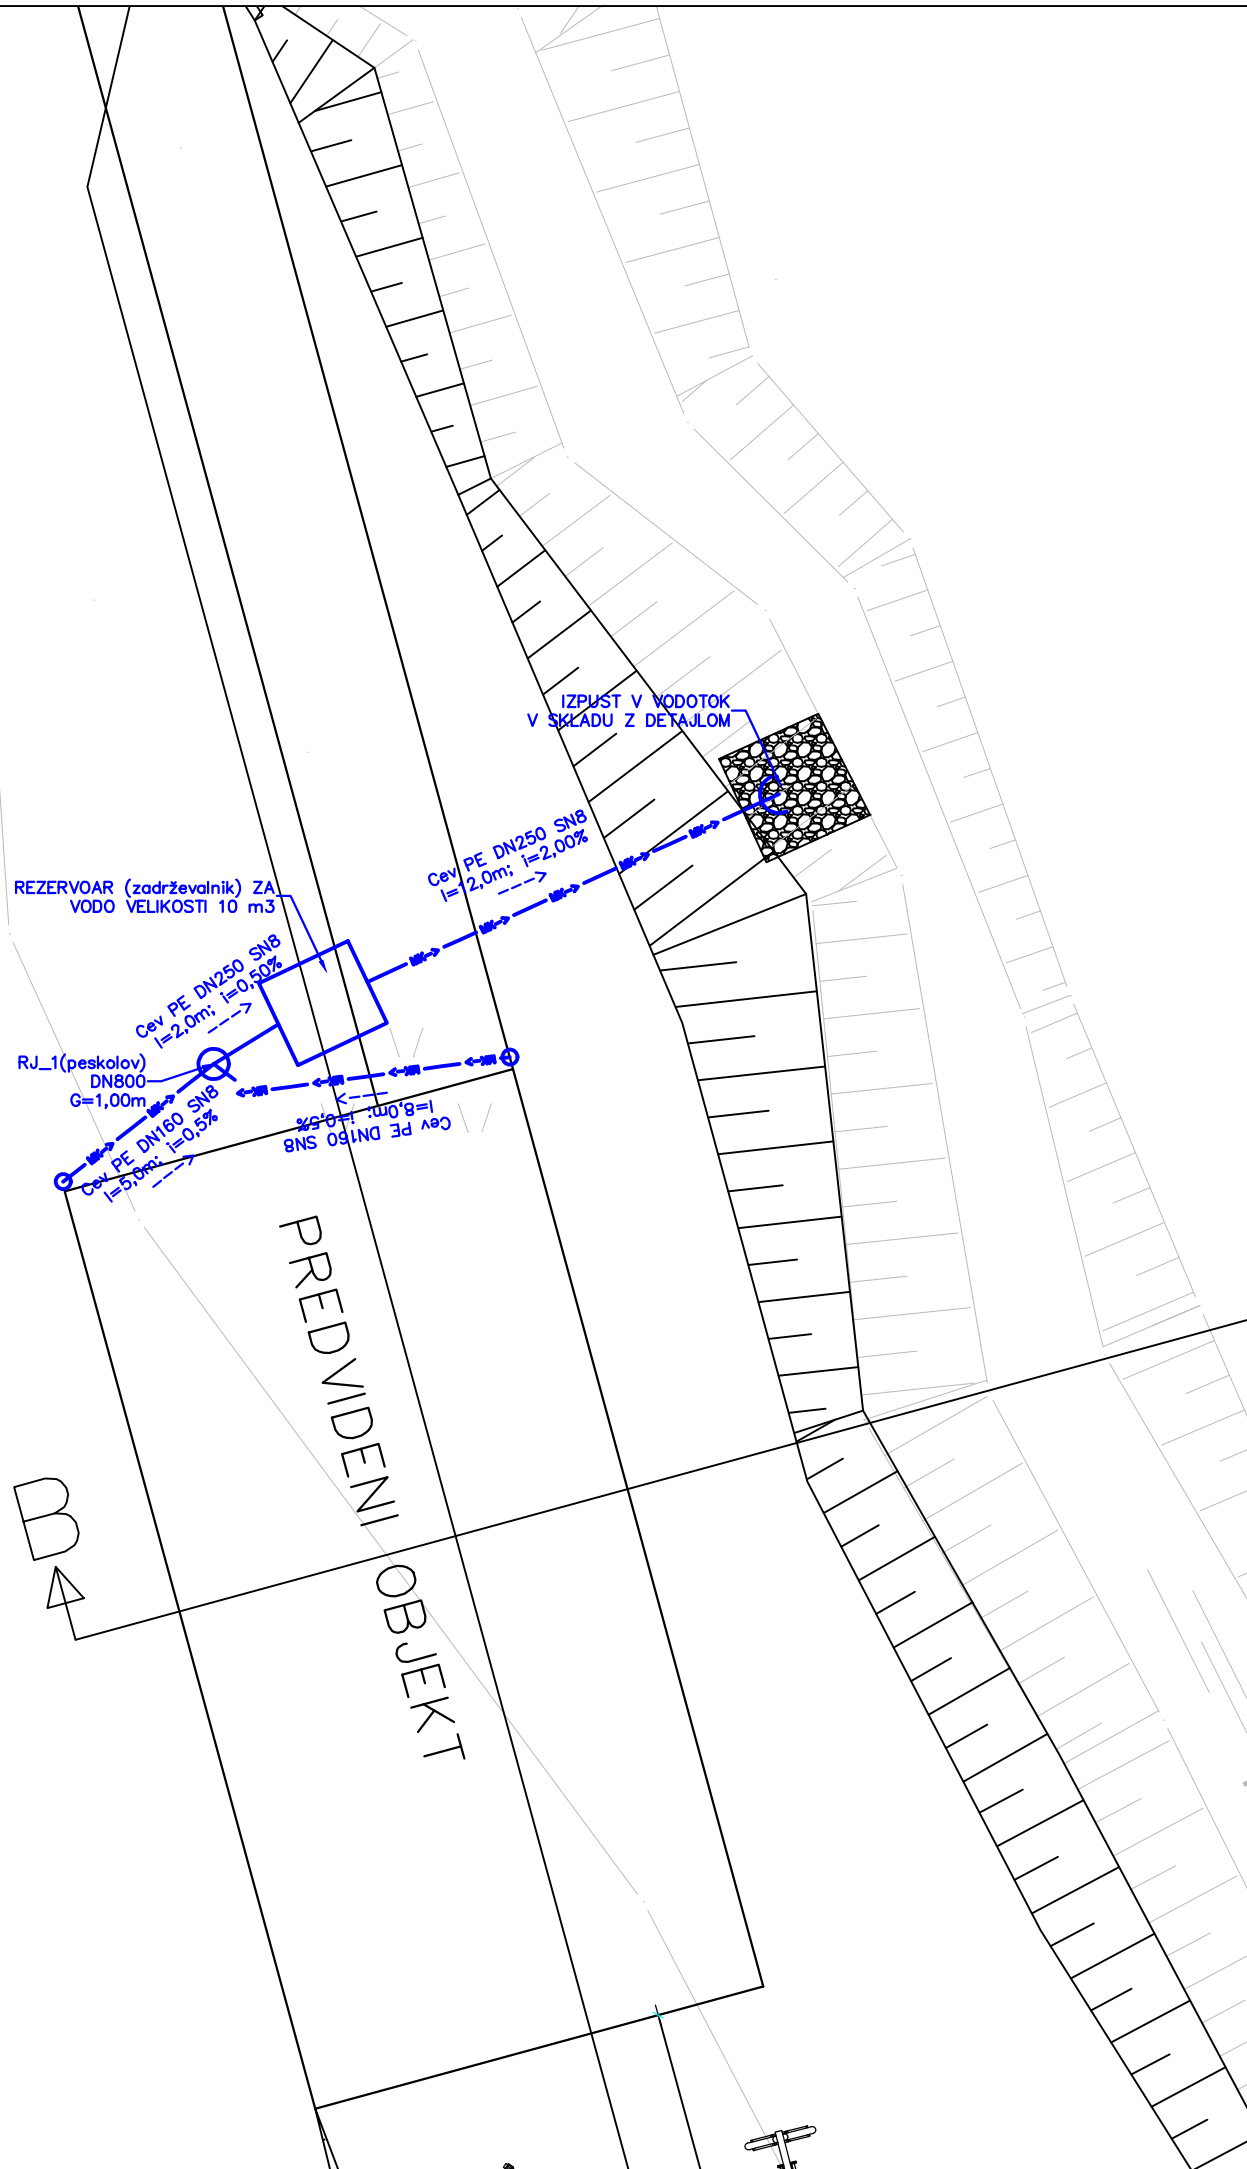 IZPUST V VODOTOK
V SKLADU Z DETAJLOM
Cev PE DN250 SN8
l=12,0m; i=2,00%
REZERVOAR (zadrževalnik) ZA
VODO VELIKOSTI 10 m3
Cev PE DN250 SN8
l=2,0m; i=0,50%
RJ_1(peskolov)
DN800
G=1,00m
Cev PE DN160 SN8
l=5,0m; i=0,5%
Cev PE DN160 SN8
l=8,0m; i=0,5%
PREDVIDENI OBJEKT
B